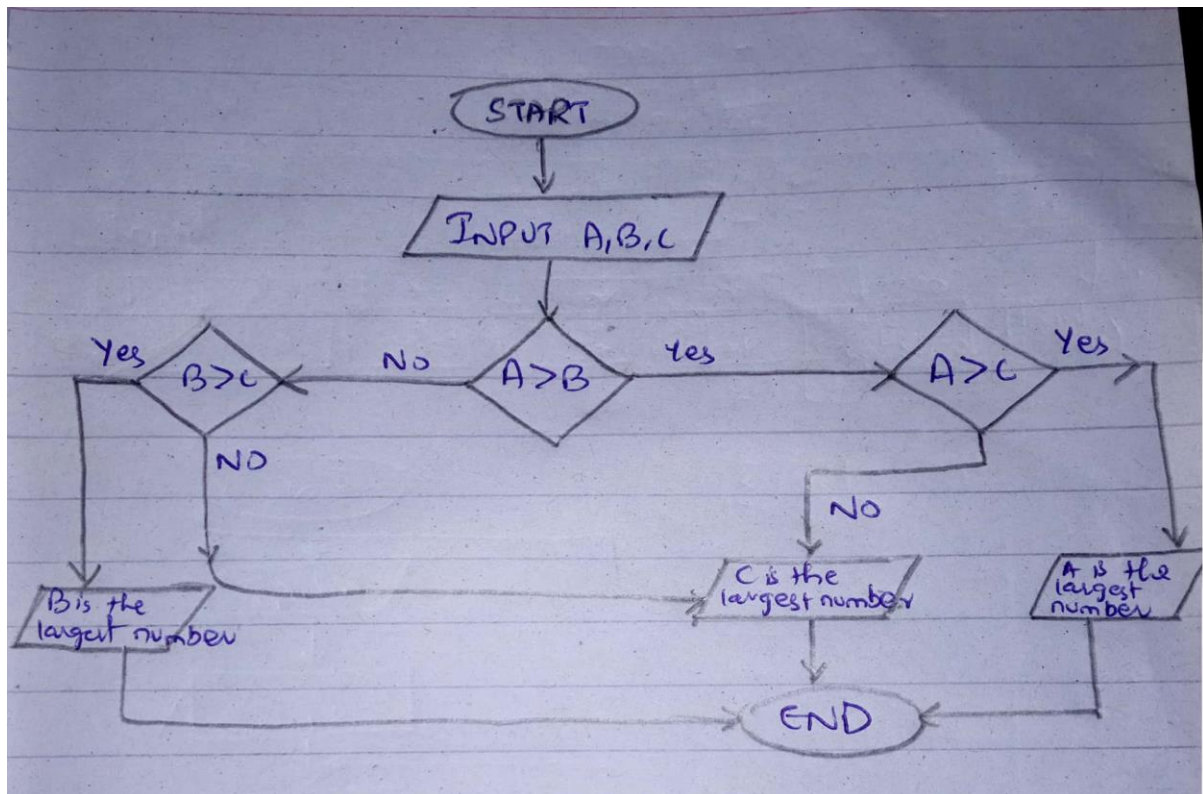 START
INPUT A,B,C
Yes
B>C
NO
A>B
Yes
A>C
Yes
NO
NO
B is the
largest number
C is the
largest number
A is the
largest
number
END